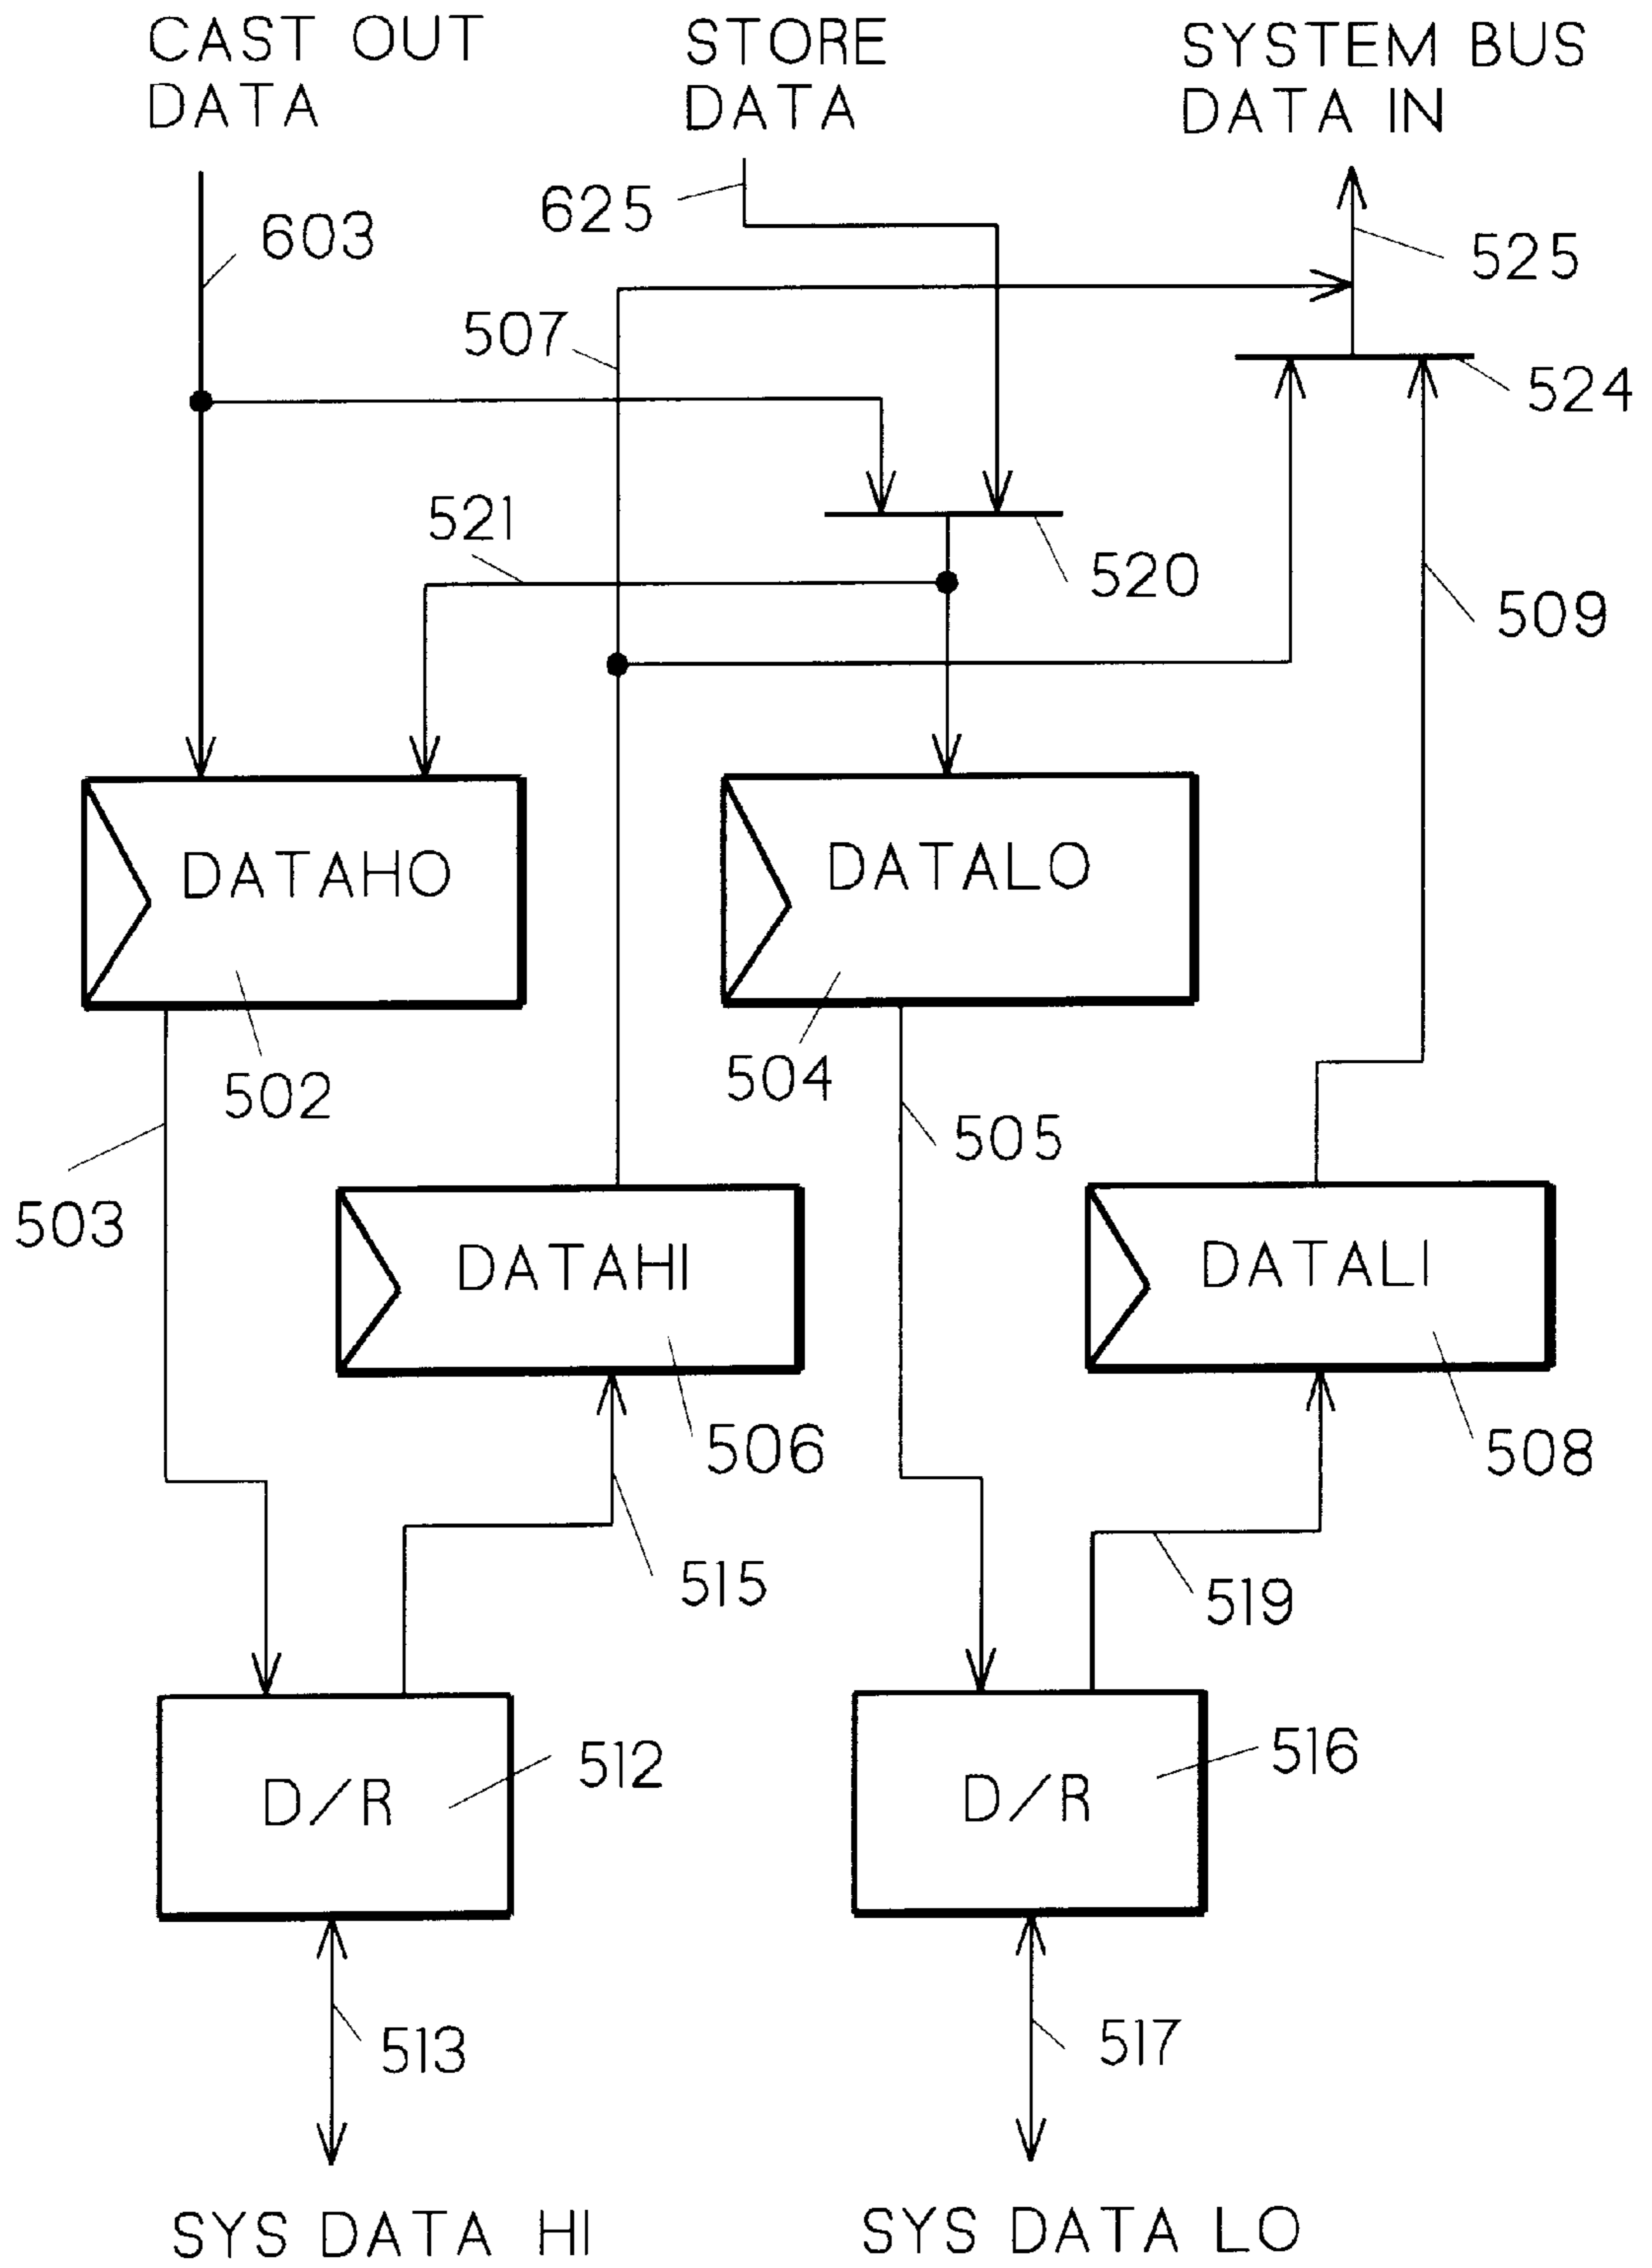 CAST OUT
DATA
STORE
DATA
SYSTEM BUS
DATA IN
603
625
525
507
524
521
520
509
DATAHO
DATALO
502
504
505
503
DATAHI
DATALI
506
508
515
519
D/R
512
D/R
516
513
517
SYS DATA HI
SYS DATA LO